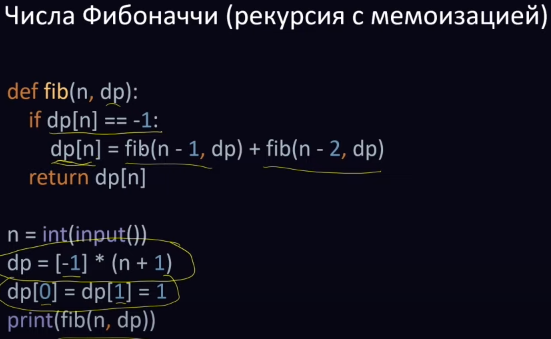 Числа Фибоначчи (рекурсия с мемоизацией)
def fib(n, dp):
if dp[n] == -1:
dp[n] = fib(n - 1, dp) + fib(n - 2, dp)
return dp[n]
n = int(input())
dp = [-1] * (n + 1)
dp[0] = dp[1] = 1
print(fib(n, dp))